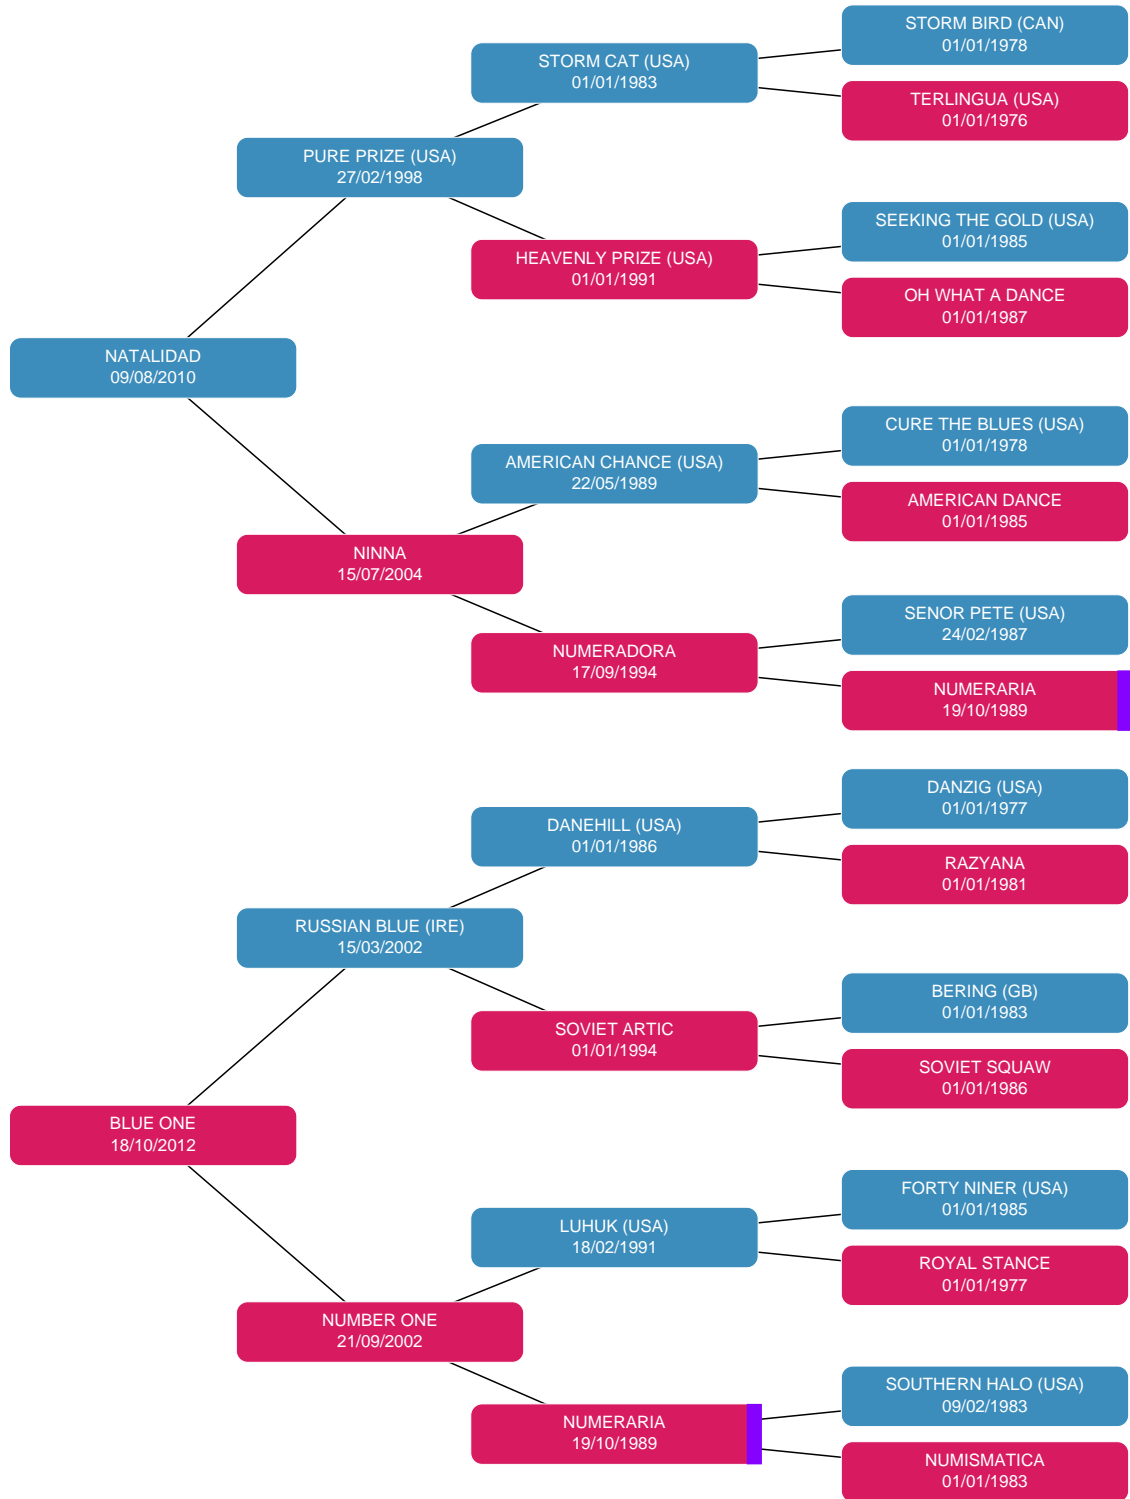 STORM BIRD (CAN)
01/01/1978
STORM CAT (USA)
01/01/1983
TERLINGUA (USA)
01/01/1976
PURE PRIZE (USA)
27/02/1998
SEEKING THE GOLD (USA)
01/01/1985
HEAVENLY PRIZE (USA)
01/01/1991
OH WHAT A DANCE
01/01/1987
NATALIDAD
09/08/2010
CURE THE BLUES (USA)
01/01/1978
AMERICAN CHANCE (USA)
22/05/1989
AMERICAN DANCE
01/01/1985
NINNA
15/07/2004
SENOR PETE (USA)
24/02/1987
NUMERADORA
17/09/1994
NUMERARIA
19/10/1989
DANZIG (USA)
01/01/1977
DANEHILL (USA)
01/01/1986
RAZYANA
01/01/1981
RUSSIAN BLUE (IRE)
15/03/2002
BERING (GB)
01/01/1983
SOVIET ARTIC
01/01/1994
SOVIET SQUAW
01/01/1986
BLUE ONE
18/10/2012
FORTY NINER (USA)
01/01/1985
LUHUK (USA)
18/02/1991
ROYAL STANCE
01/01/1977
NUMBER ONE
21/09/2002
SOUTHERN HALO (USA)
09/02/1983
NUMERARIA
19/10/1989
NUMISMATICA
01/01/1983